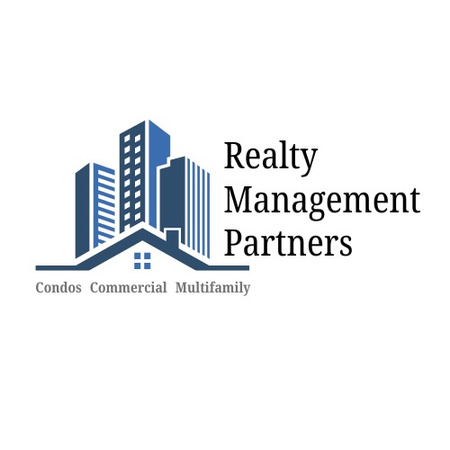 Realty
Management
Partners
Condos Commercial Multifamily